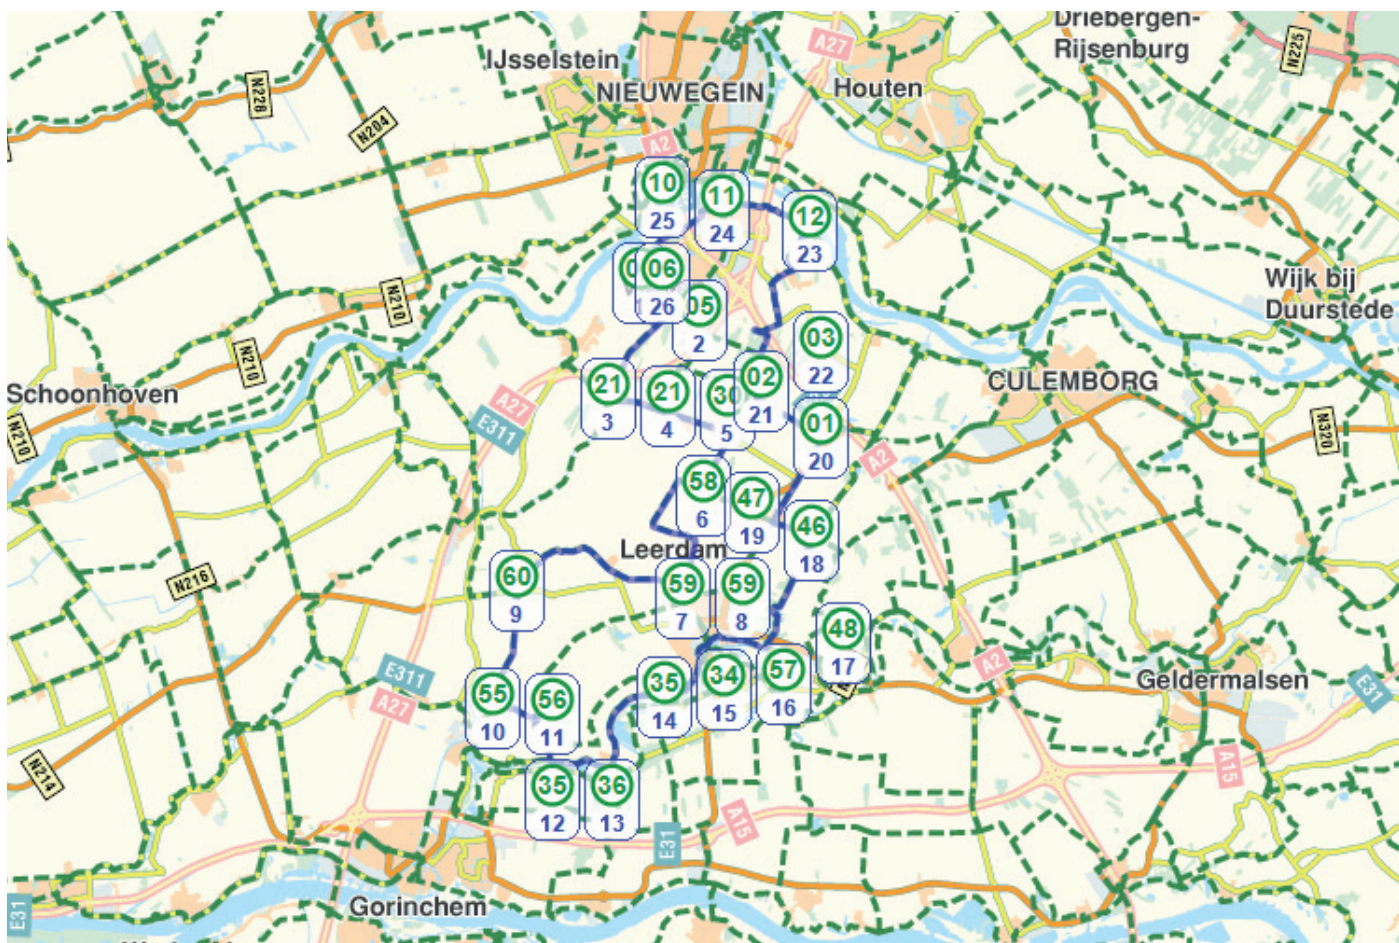 Driebergen-
Rijsenburg
N225
A27
IJsselstein
NIEUWEGEIN
Houten
N228
N204
A2
10
25
11
24
12
23
06
26
05
2
03
22
N210
N210
Wijk bij
Duurstede
Schoonhoven
N210
A27
E311
21
3
21
4
30
5
02
21
01
20
CULEMBORG
N320
A2
58
6
47
19
46
18
Leerdam
N216
60
9
59
7
59
8
48
17
E311
A27
55
10
56
11
35
14
34
15
57
16
A2
Geldermalsen
E31
N214
35
12
36
13
A15
A15
E31
Gorinchem
E31